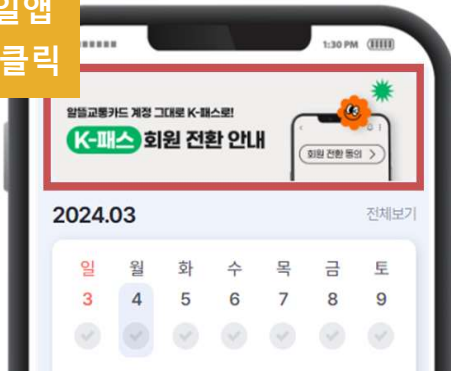 일앱
클릭
1:30 PM
알뜰교통카드 계정 그대로 K-패스로!
K-패스 회원 전환 안내
회원 전환 동의 >
2024.03 전체보기
일 월 화 수 목 금 토
3 4 5 6 7 8 9